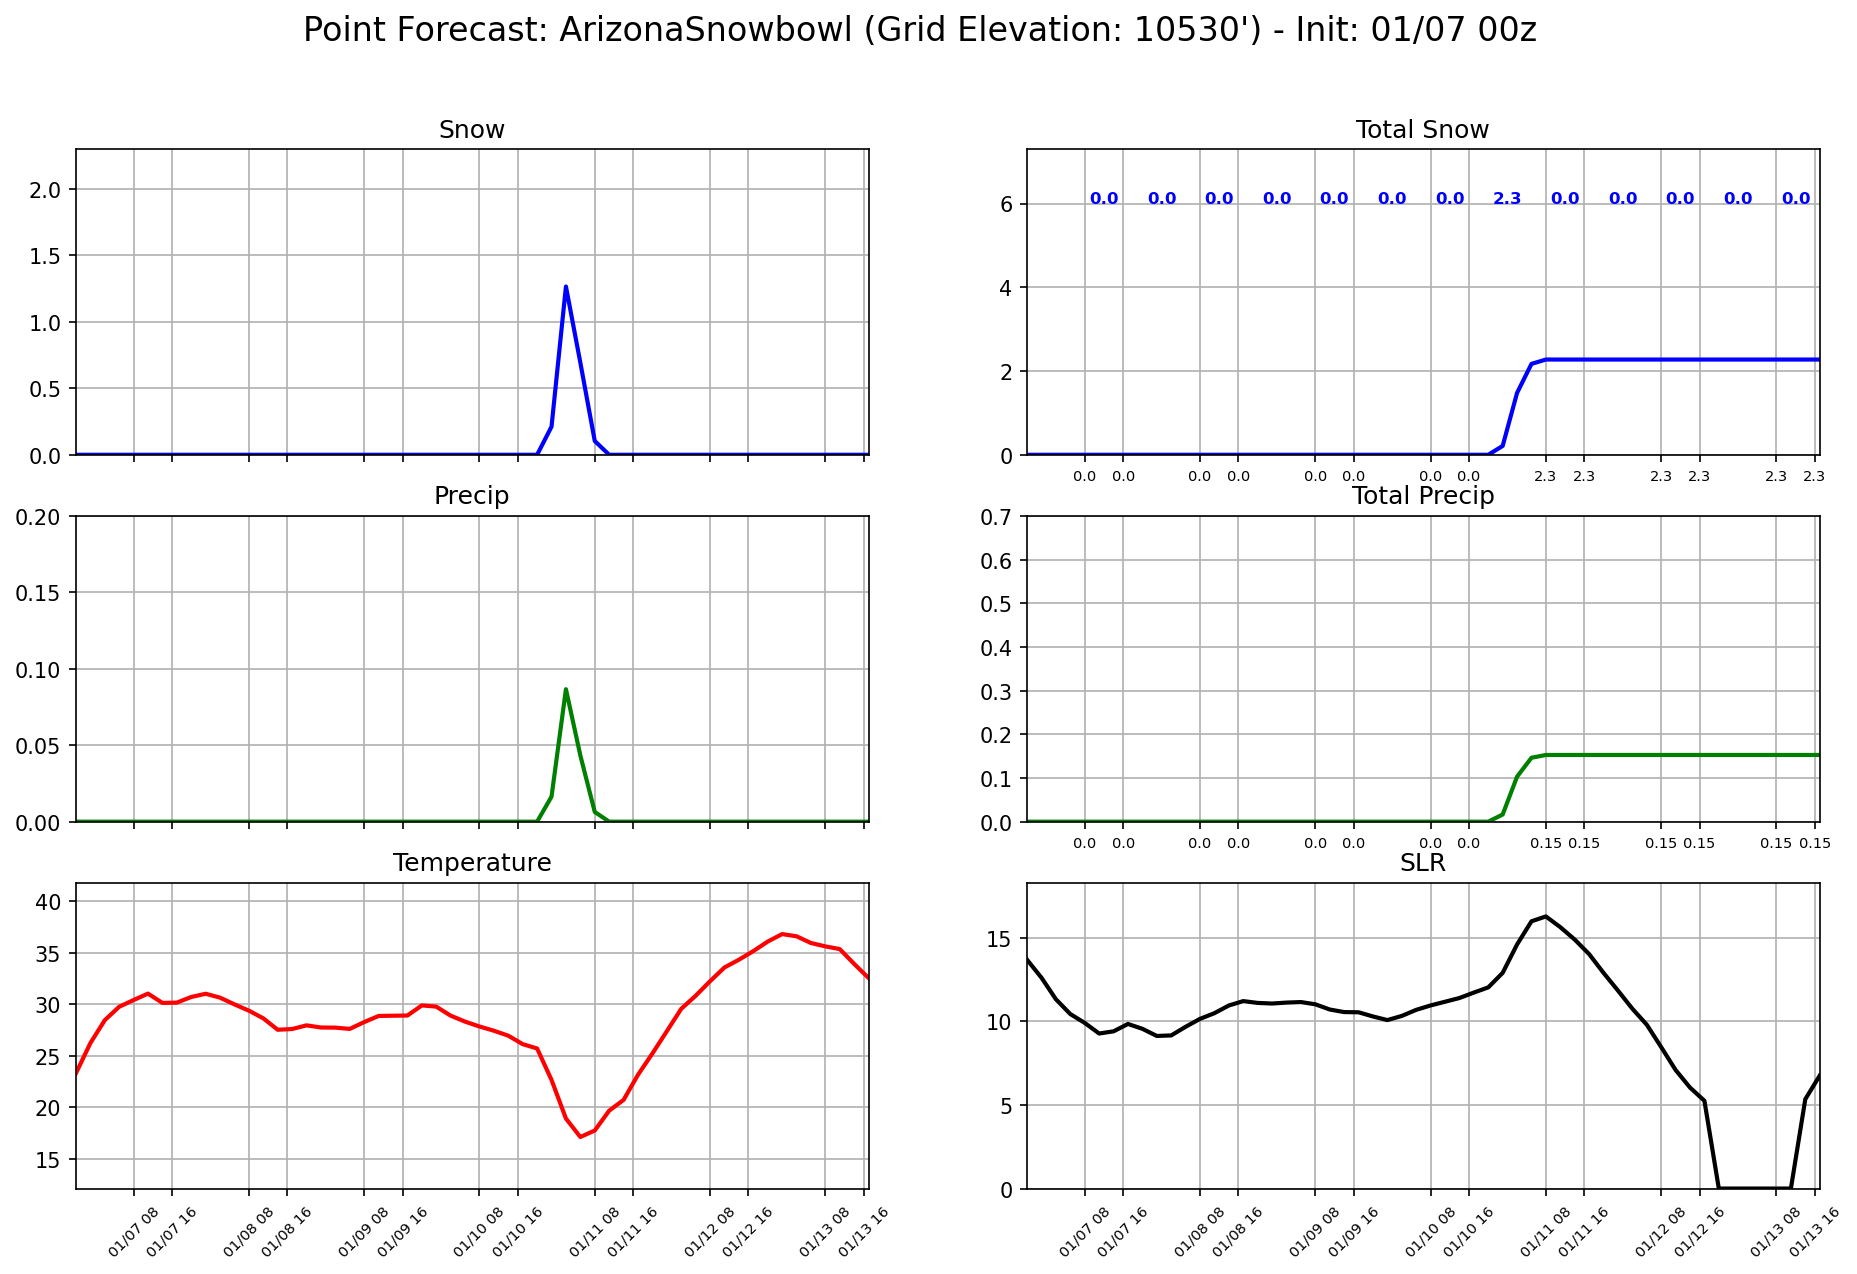 Point Forecast: ArizonaSnowbowl (Grid Elevation: 10530') - Init: 01/07 00z
Snow
2.0
1.5
1.0
0.5
0.0
Total Snow
6
4
2
0
0.0 0.0 0.0 0.0 0.0 0.0 0.0 2.3 0.0 0.0 0.0 0.0 0.0
0.0 0.0 0.0 0.0 0.0 0.0 0.0 0.0 2.3 2.3 2.3 2.3 2.3 2.3
Precip
0.20
0.15
0.10
0.05
0.00
Total Precip
0.7
0.6
0.5
0.4
0.3
0.2
0.1
0.0
0.0 0.0 0.0 0.0 0.0 0.0 0.0 0.0 0.15 0.15 0.15 0.15 0.15 0.15
Temperature
40
35
30
25
20
15
01/07 08 01/07 16 01/08 08 01/08 16 01/09 08 01/09 16 01/10 08 01/10 16 01/11 08 01/11 16 01/12 08 01/12 16 01/13 08 01/13 16
SLR
15
10
5
0
01/07 08 01/07 16 01/08 08 01/08 16 01/09 08 01/09 16 01/10 08 01/10 16 01/11 08 01/11 16 01/12 08 01/12 16 01/13 08 01/13 16